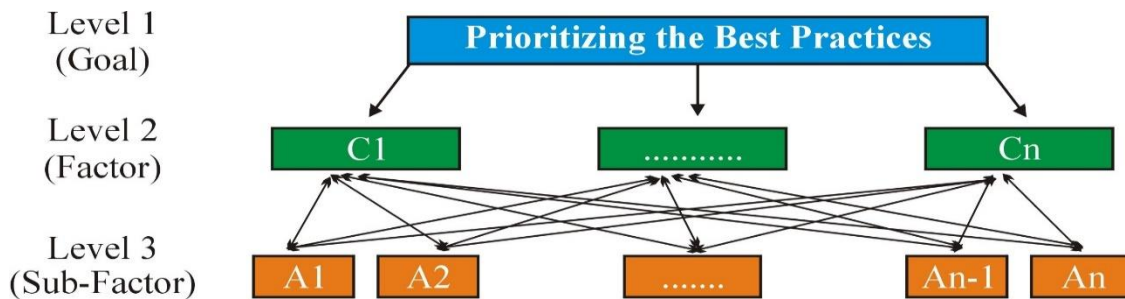 Level 1
(Goal)
Prioritizing the Best Practices
Level 2
(Factor)
C1
...........
Cn
Level 3
(Sub-Factor)
A1
A2
.......
An-1
An